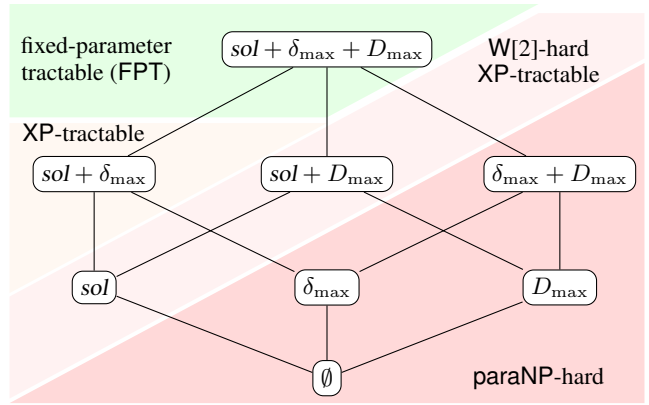 fixed-parameter
tractable (FPT)
sol + δmax + Dmax
W[2]-hard
XP-tractable
XP-tractable
sol + δmax
sol + Dmax
δmax + Dmax
sol
δmax
Dmax
∅
paraNP-hard